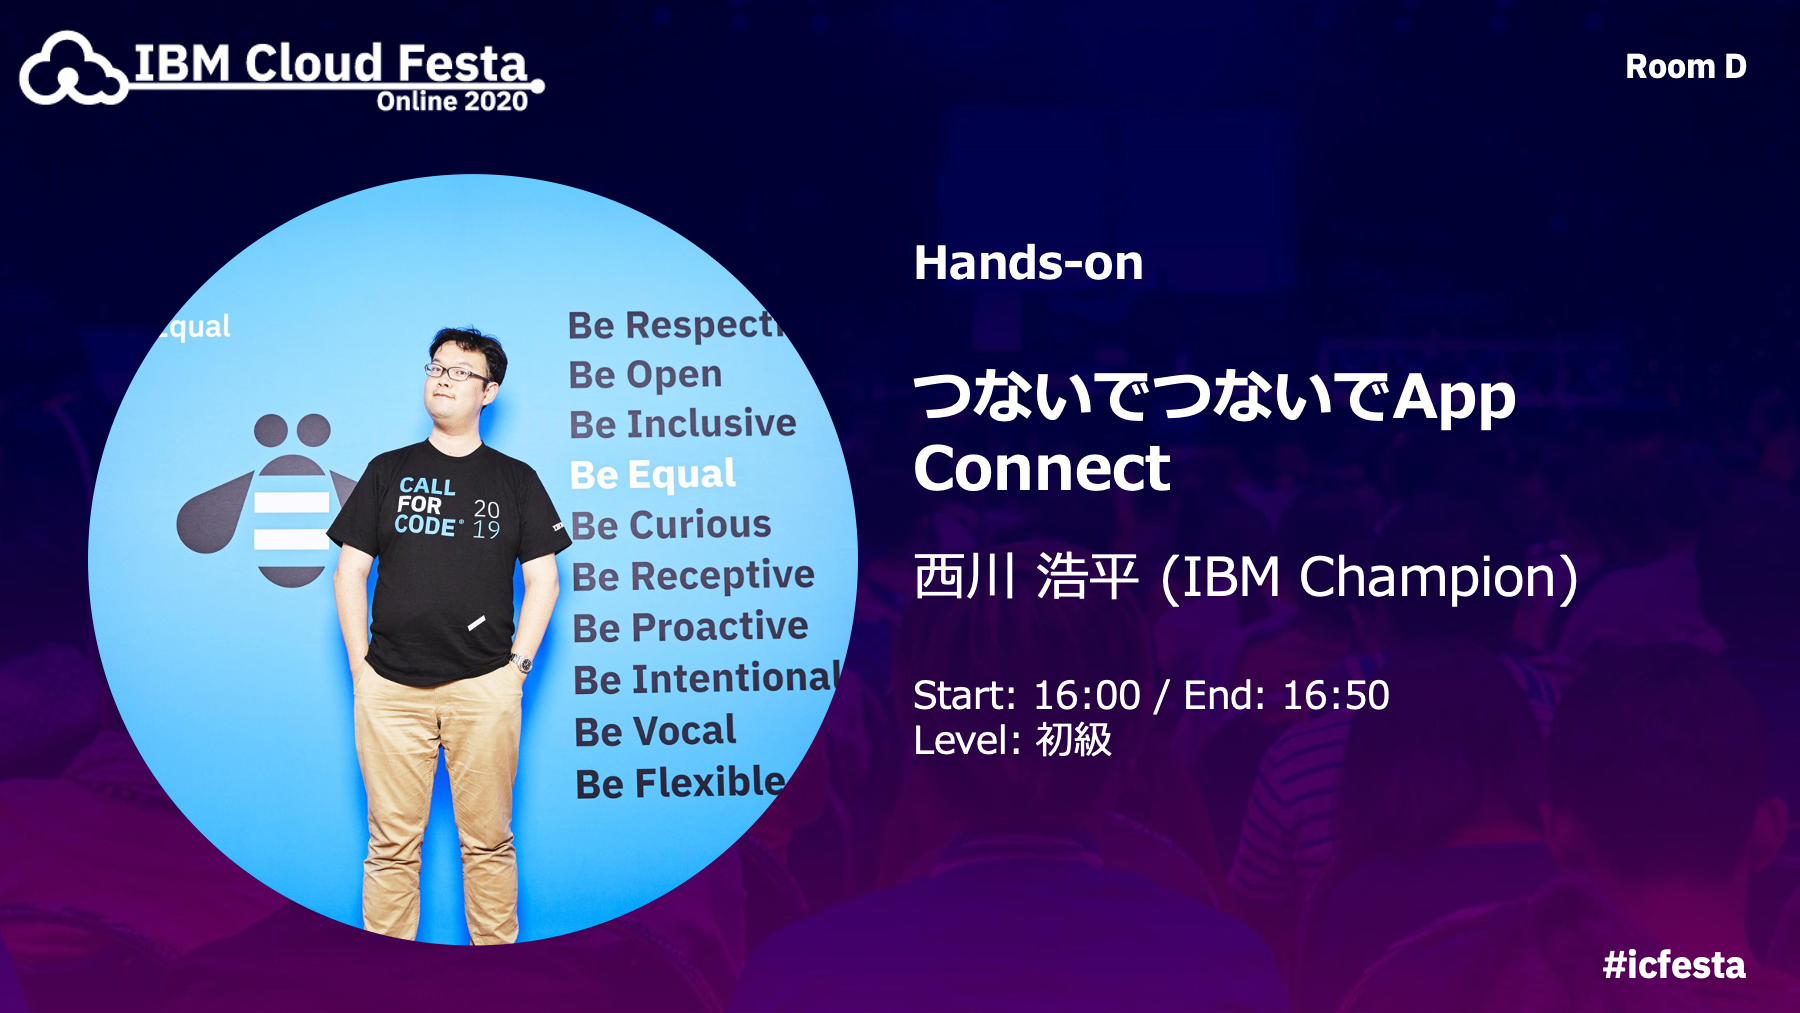 IBM Cloud Festa
Online 2020
Room D
Equal
Be
Be Open
Be Inclusive
Be Equal
Be Curious
Be Receptive
Be Proactive
Be Intentional
Be Vocal
Be Flexible
CALL
FOR
CODE® 20
19
Hands-on
つないでつないでApp
Connect
西川 浩平 (IBM Champion)
Start: 16:00 / End: 16:50
Level: 初級
#icfesta